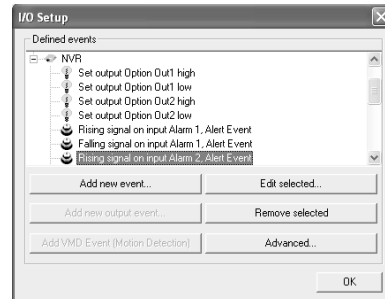 I/O Setup
Defined events
NVR
Set output Option Out1 high
Set output Option Out1 low
Set output Option Out2 high
Set output Option Out2 low
Rising signal on input Alarm 1, Alert Event
Falling signal on input Alarm 1, Alert Event
Rising signal on input Alarm 2, Alert Event
Add new event...
Edit selected...
Add new output event...
Remove selected
Add VMD Event (Motion Detection)
Advanced...
OK